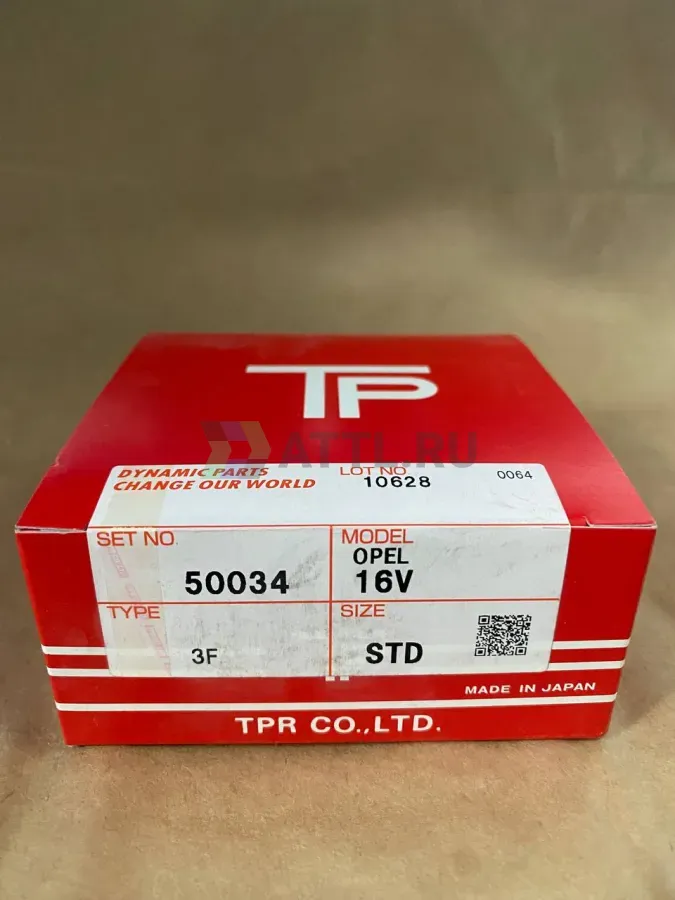 TP
ATTL.RU
DYNAMIC PARTS
CHANGE OUR WORLD
LOT NO
10628
0064
SET NO
50034
MODEL
OPEL
16V
TYPE
3F
SIZE
STD
MADE IN JAPAN
TPR CO.,LTD.